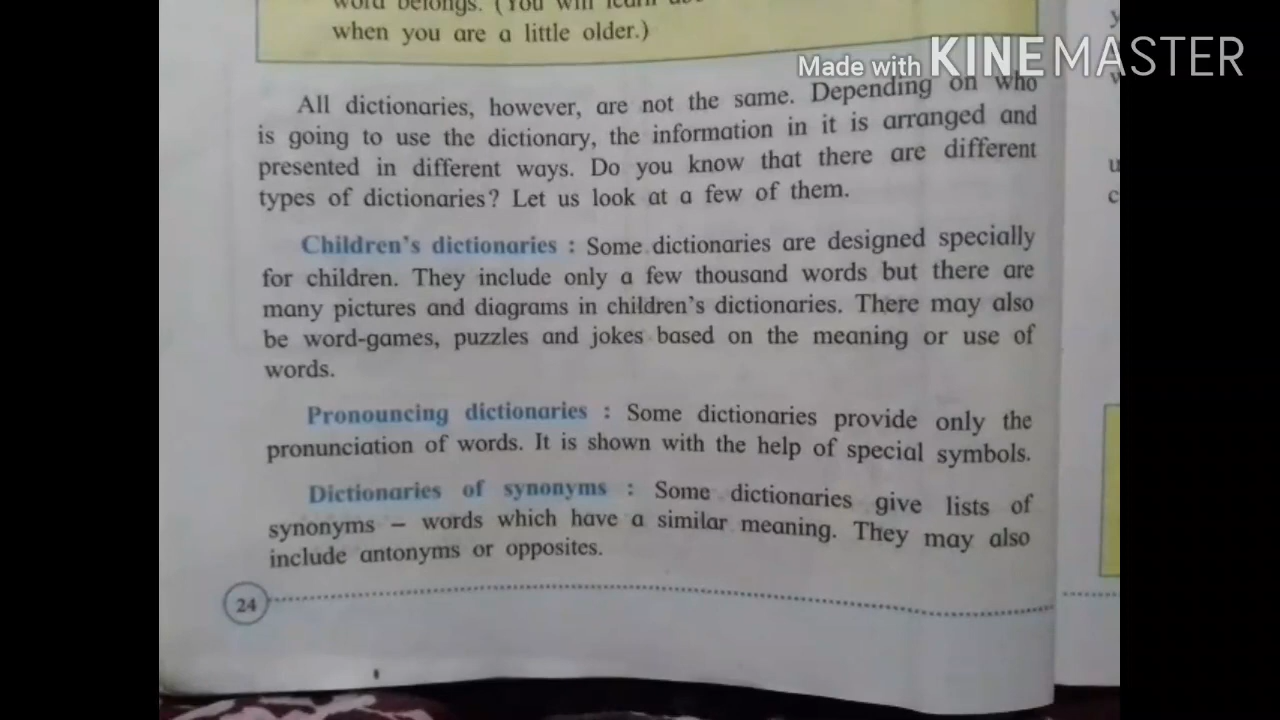 word belongs. (You will learn
when you are a little older.)
Made with KINEMASTER
All dictionaries, however, are not the same. Depending on who
is going to use the dictionary, the information in it is arranged and
presented in different ways. Do you know that there are different
types of dictionaries? Let us look at a few of them.
Children's dictionaries : Some dictionaries are designed specially
for children. They include only a few thousand words but there are
many pictures and diagrams in children's dictionaries. There may also
be word-games, puzzles and jokes based on the meaning or use of
words.
Pronouncing dictionaries : Some dictionaries provide only the
pronunciation of words. It is shown with the help of special symbols.
Dictionaries of synonyms : Some dictionaries give lists of
synonyms – words which have a similar meaning. They may also
include antonyms or opposites.
24